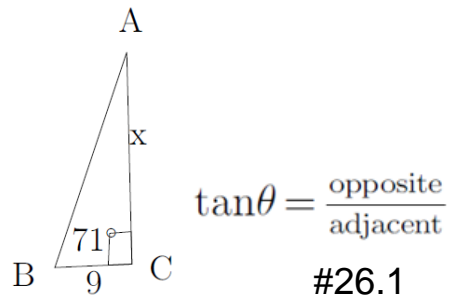 A
x
71°
B
9
C
tanθ = opposite/adjacent
#26.1